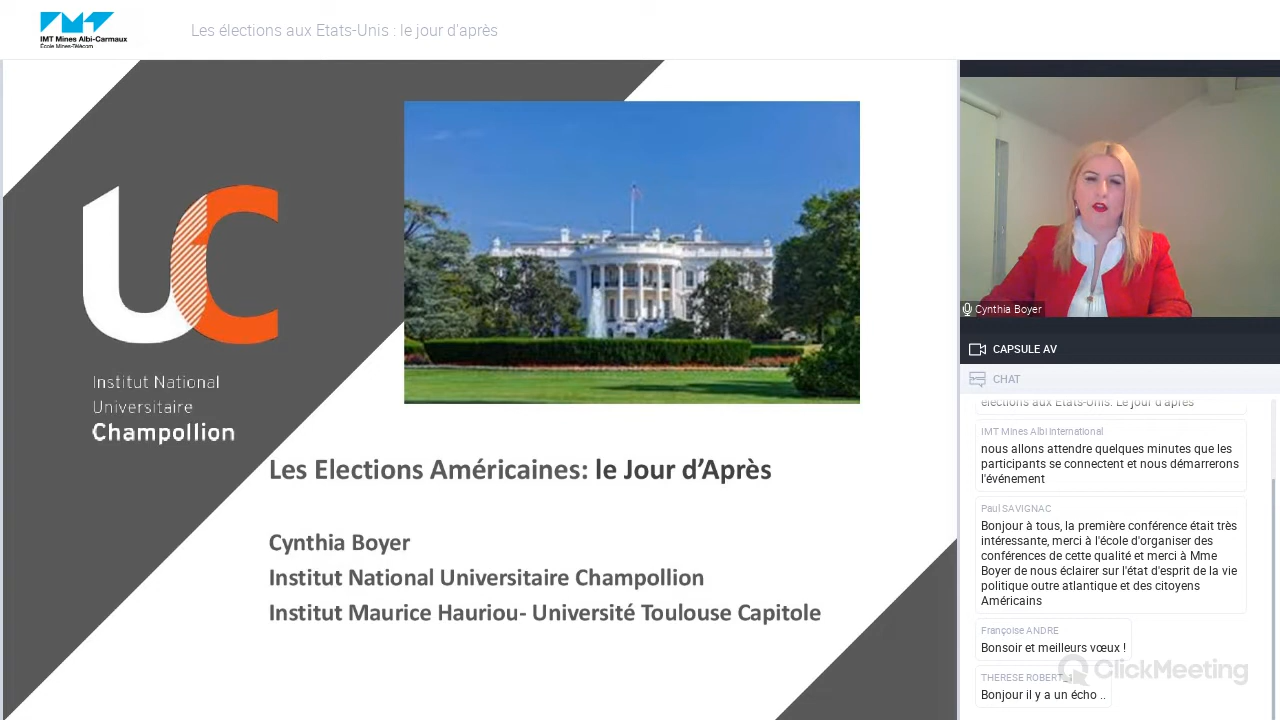 IMT Mines Albi-Carmaux
École Mines-Télécom
Les élections aux Etats-Unis : le jour d'après
UC
Institut National
Universitaire
Champollion
Les Elections Américaines: le Jour d’Après
Cynthia Boyer
Institut National Universitaire Champollion
Institut Maurice Hauriou- Université Toulouse Capitole
Cynthia Boyer
CAPSULE AV
CHAT
élections aux Etats-Unis. Le jour d'après
IMT Mines Albi international
nous allons attendre quelques minutes que les
participants se connectent et nous démarrerons
l'événement
Paul SAVIGNAC
Bonjour à tous, la première conférence était très
intéressante, merci à l'école d'organiser des
conférences de cette qualité et merci à Mme
Boyer de nous éclairer sur l'état d'esprit de la vie
politique outre atlantique et des citoyens
Américains
Françoise ANDRE
Bonsoir et meilleurs vœux !
THERESE ROBERT
Bonjour il y a un écho ..
ClickMeeting